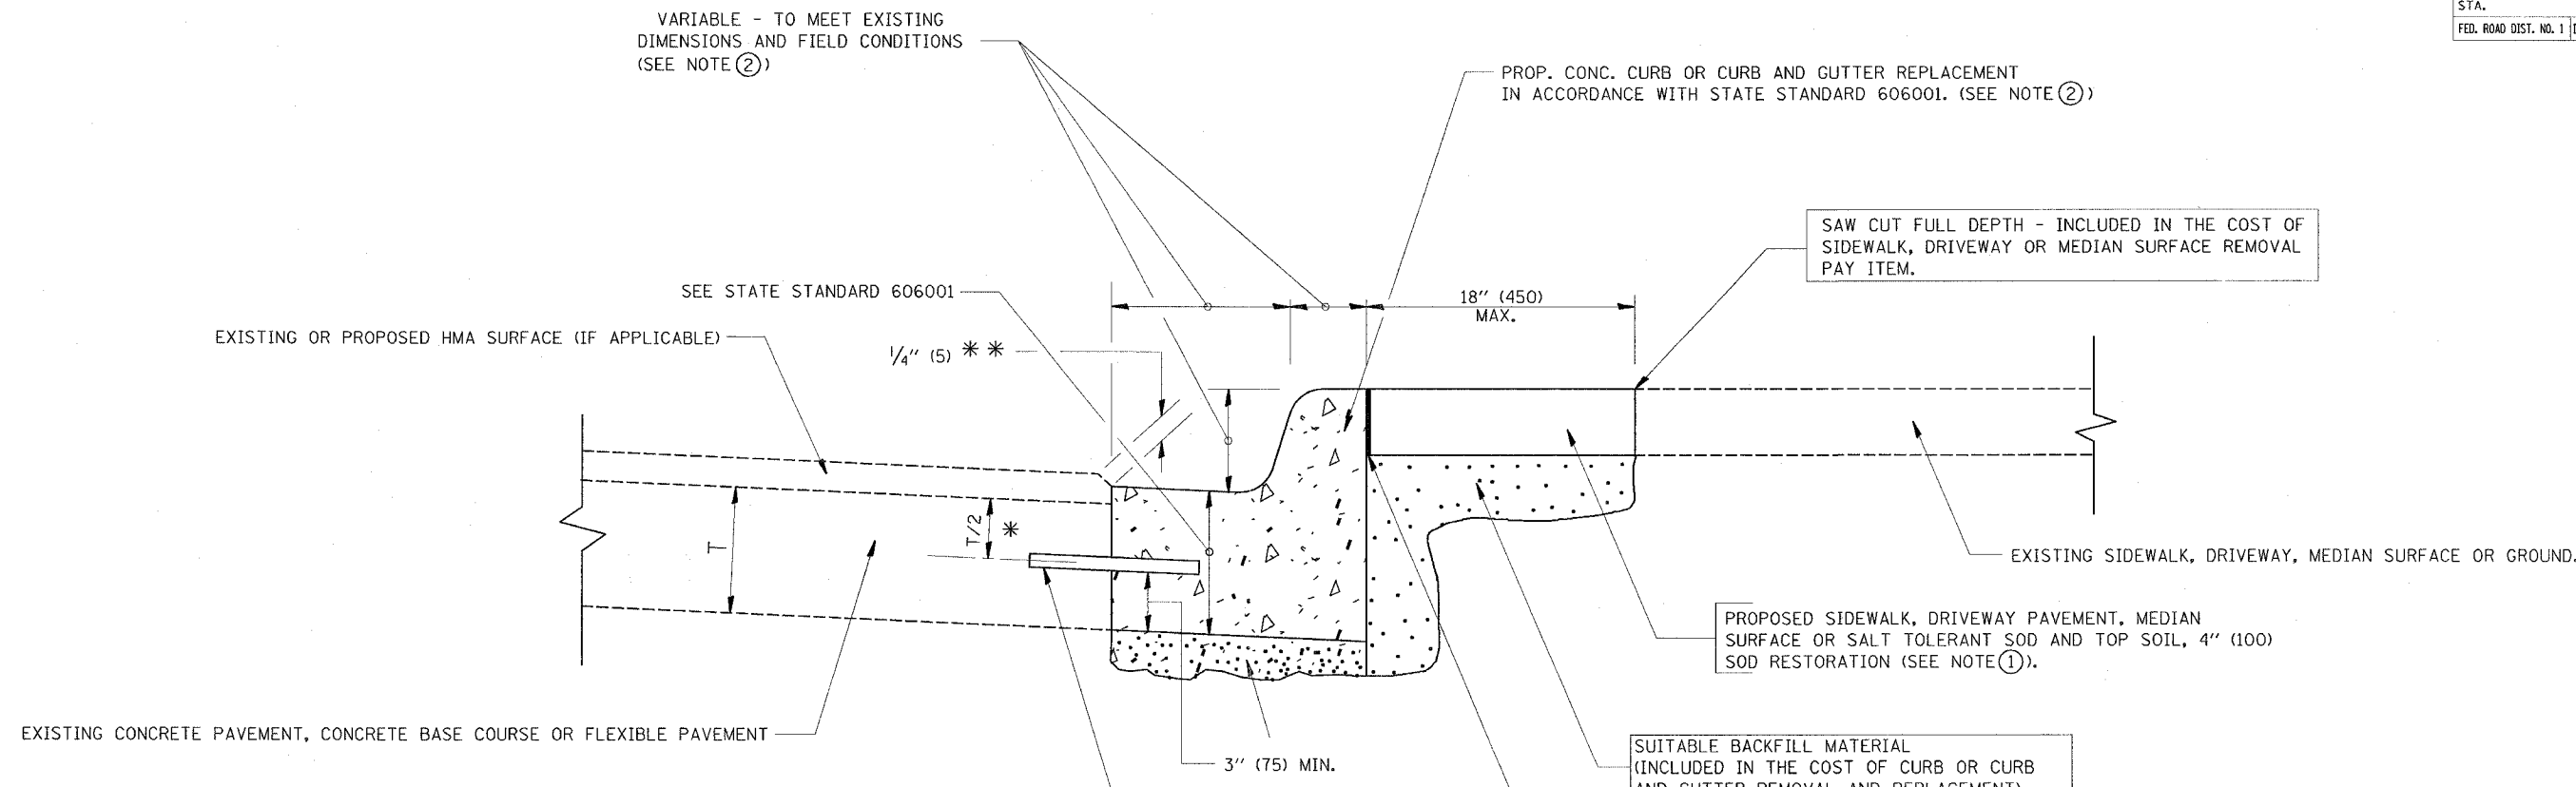 STA.
FED. ROAD DIST. NO. 1
VARIABLE - TO MEET EXISTING
DIMENSIONS AND FIELD CONDITIONS
(SEE NOTE ②)
PROP. CONC. CURB OR CURB AND GUTTER REPLACEMENT
IN ACCORDANCE WITH STATE STANDARD 606001. (SEE NOTE ②)
SAW CUT FULL DEPTH - INCLUDED IN THE COST OF
SIDEWALK, DRIVEWAY OR MEDIAN SURFACE REMOVAL
PAY ITEM.
SEE STATE STANDARD 606001
18" (450)
MAX.
EXISTING OR PROPOSED HMA SURFACE (IF APPLICABLE)
1/4" (5) * *
T
T/2 *
EXISTING SIDEWALK, DRIVEWAY, MEDIAN SURFACE OR GROUND.
PROPOSED SIDEWALK, DRIVEWAY PAVEMENT, MEDIAN
SURFACE OR SALT TOLERANT SOD AND TOP SOIL, 4" (100)
SOD RESTORATION (SEE NOTE ①).
EXISTING CONCRETE PAVEMENT, CONCRETE BASE COURSE OR FLEXIBLE PAVEMENT
3" (75) MIN.
SUITABLE BACKFILL MATERIAL
(INCLUDED IN THE COST OF CURB OR CURB
AND GUTTER REMOVAL AND REPLACEMENT)